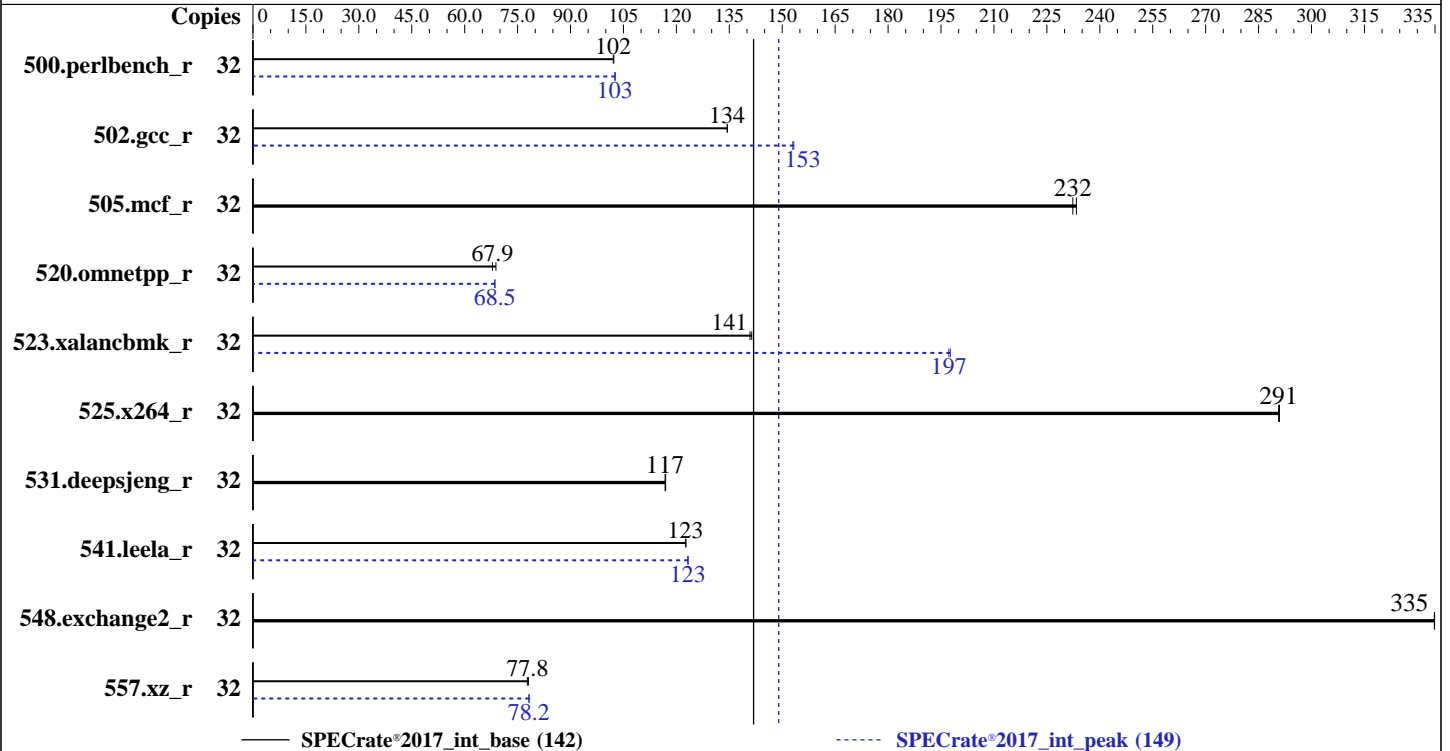 Copies 0 15.0 30.0 45.0 60.0 75.0 90.0 105 120 135 150 165 180 195 210 225 240 255 270 285 300 315 335
102
500.perlbench_r 32
103
134
502.gcc_r 32
153
232
505.mcf_r 32
67.9
520.omnetpp_r 32
68.5
141
523.xalancbmk_r 32
197
291
525.x264_r 32
117
531.deepsjeng_r 32
123
541.leela_r 32
123
335
548.exchange2_r 32
77.8
557.xz_r 32
78.2
SPECrate®2017_int_base (142) SPECrate®2017_int_peak (149)